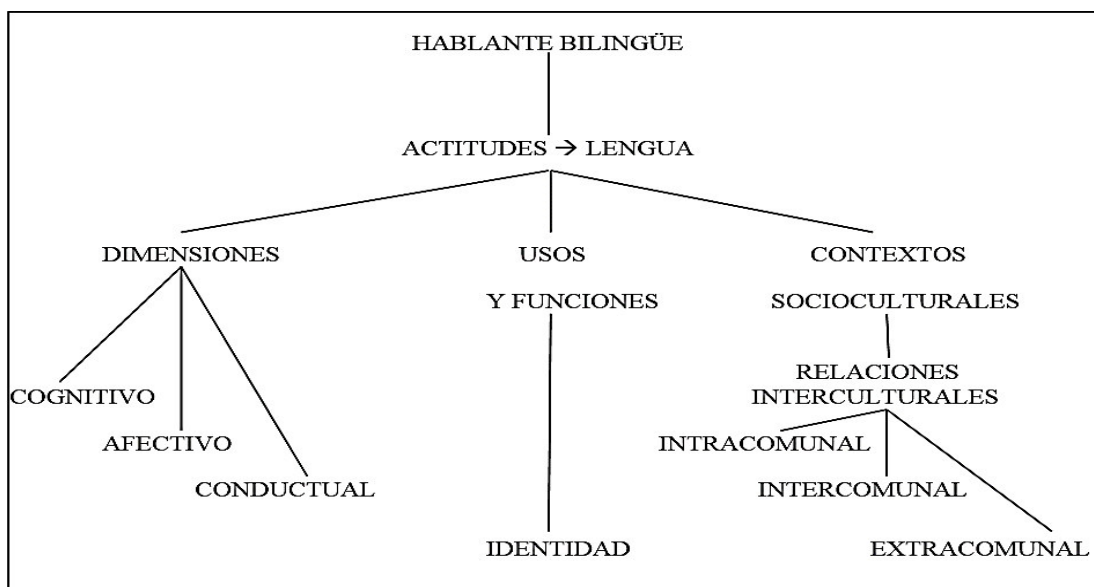 HABLANTE BILINGÜE
ACTITUDES → LENGUA
DIMENSIONES
USOS
Y FUNCIONES
CONTEXTOS
SOCIOCULTURALES
RELACIONES
INTERCULTURALES
COGNITIVO
AFECTIVO
CONDUCTUAL
IDENTIDAD
INTRACOMUNAL
INTERCOMUNAL
EXTRACOMUNAL